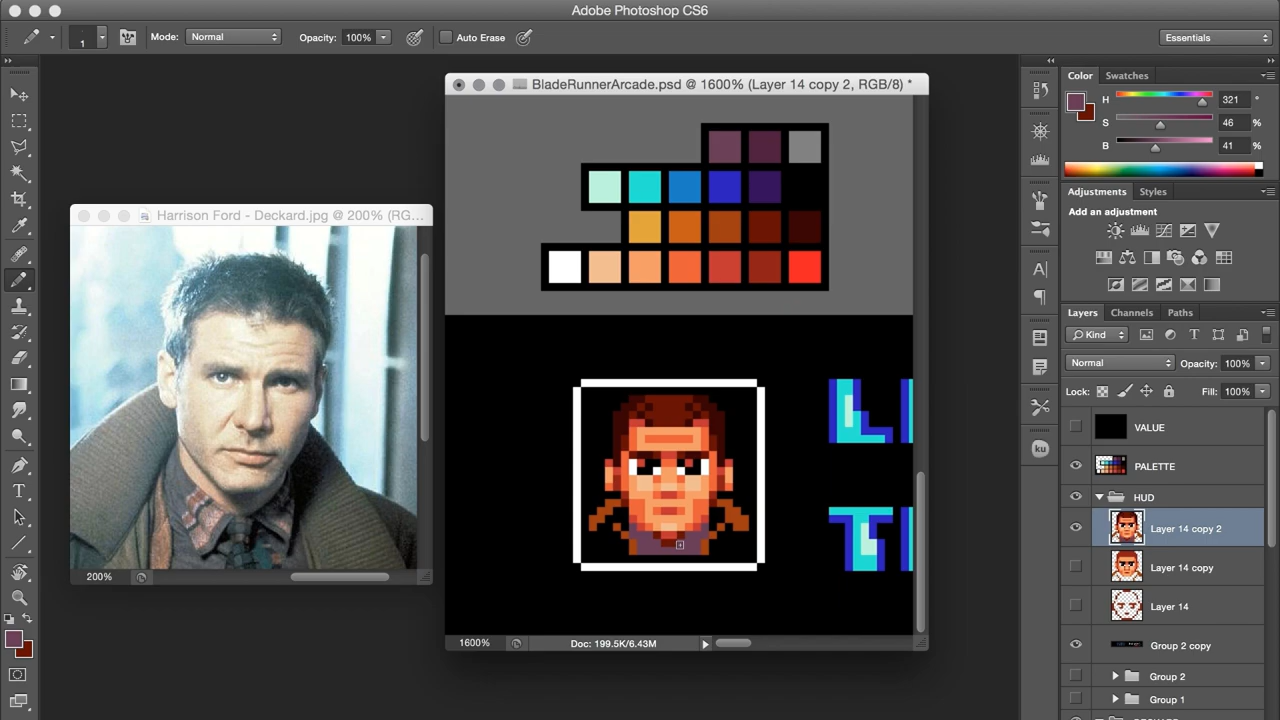 Adobe Photoshop CS6
1
Mode: Normal
Opacity: 100%
Auto Erase
Essentials
BladeRunnerArcade.psd @ 1600% (Layer 14 copy 2, RGB/8) *
Harrison Ford - Deckard.jpg @ 200% (RG...
200%
1600%
Doc: 199.5K/6.43M
Color Swatches
H 321 °
S 46 %
B 41 %
Adjustments Styles
Add an adjustment
Layers Channels Paths
Kind
Normal
Opacity: 100%
Lock:
Fill: 100%
VALUE
PALETTE
HUD
Layer 14 copy 2
Layer 14 copy
Layer 14
Group 2 copy
Group 2
Group 1
ku